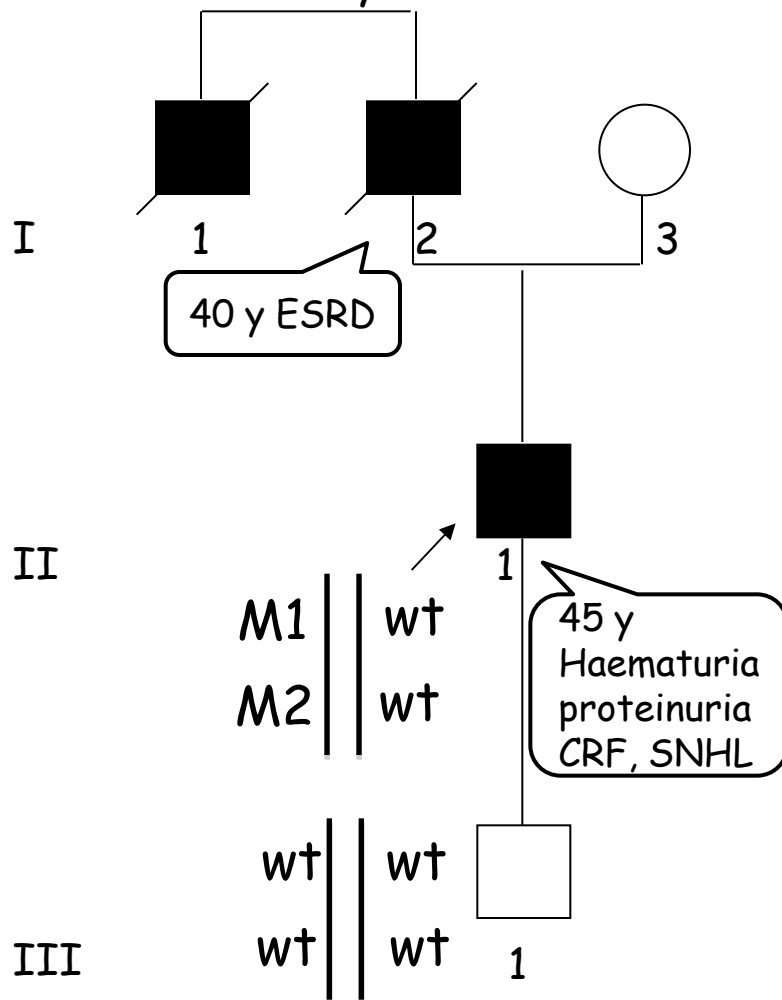 I
1
2
3
40 y ESRD
II
1
M1 wt
M2 wt
45 y
Haematuria
proteinuria
CRF, SNHL
wt wt
wt wt
III
1